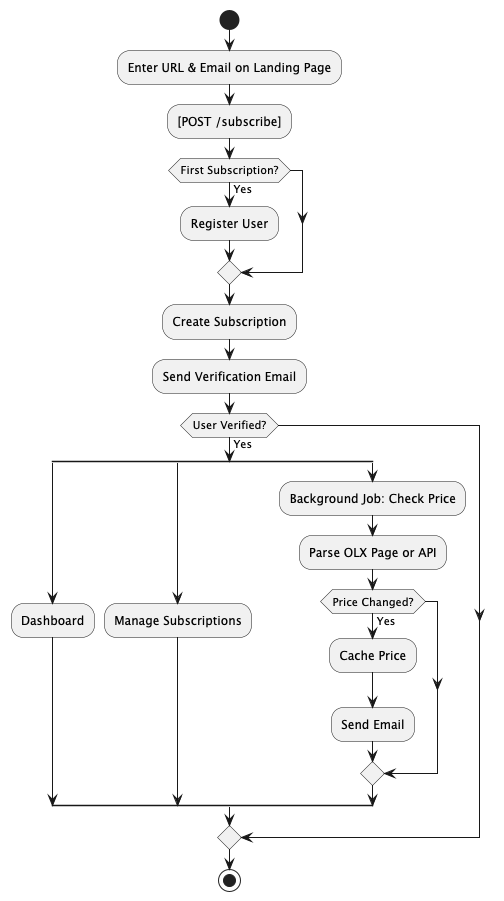 Enter URL & Email on Landing Page
[POST /subscribe]
First Subscription?
Yes
Register User
Create Subscription
Send Verification Email
User Verified?
Yes
Background Job: Check Price
Parse OLX Page or API
Price Changed?
Yes
Dashboard
Manage Subscriptions
Cache Price
Send Email